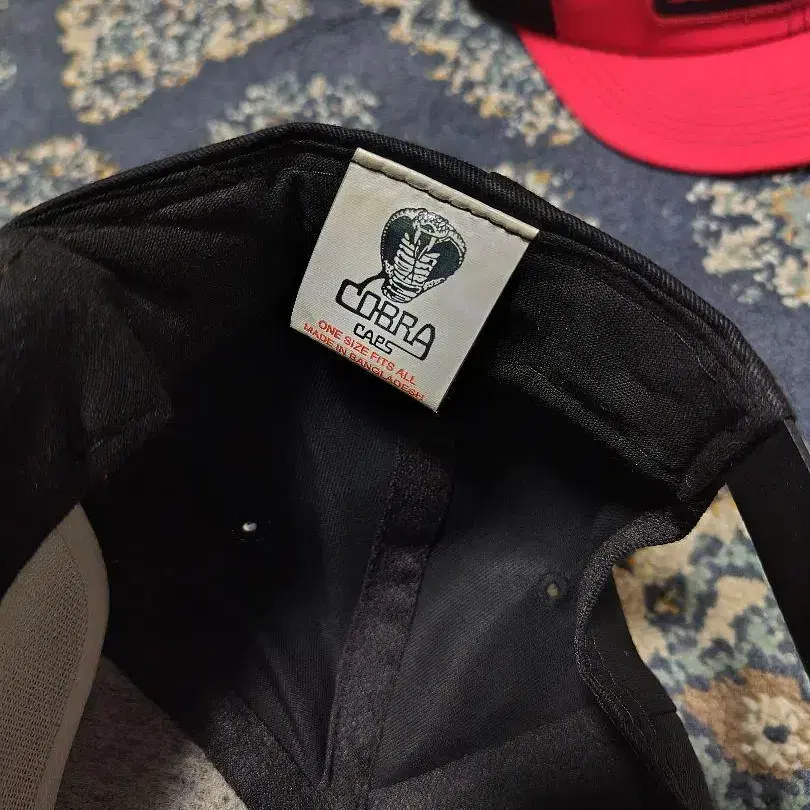 COBRA
CAPS
ONE SIZE FITS ALL
MADE IN BANGLADESH